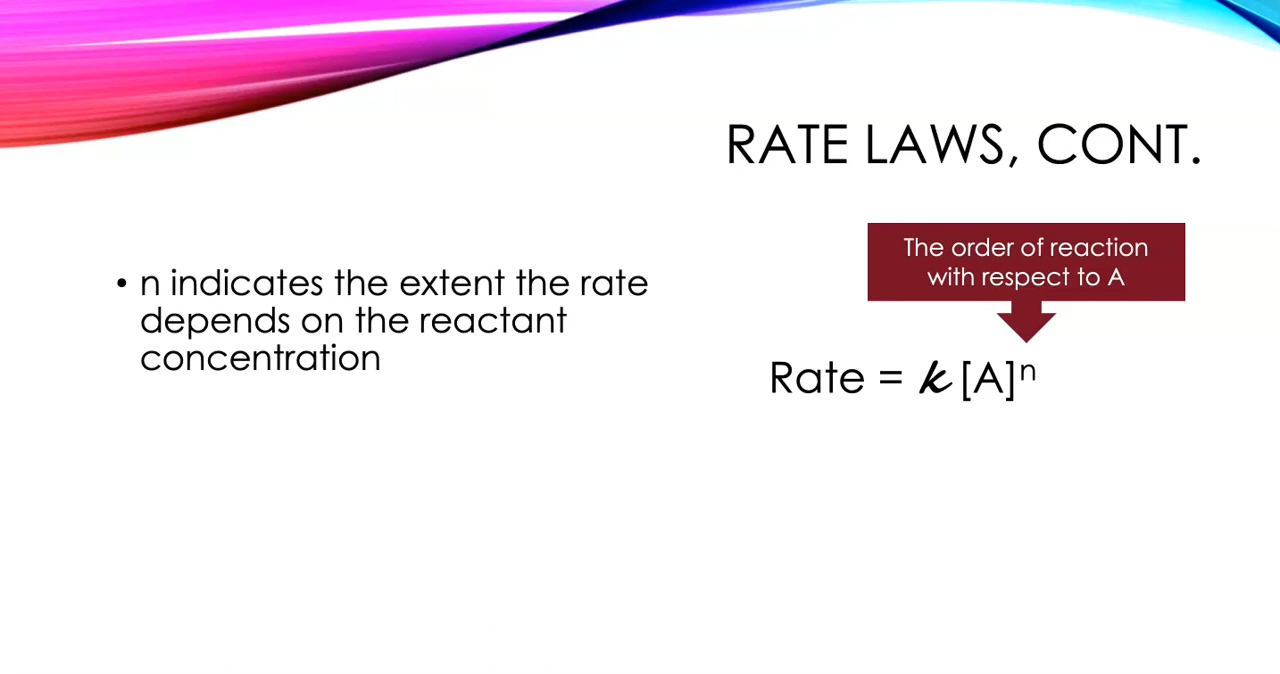 RATE LAWS, CONT.
• n indicates the extent the rate
depends on the reactant
concentration
The order of reaction
with respect to A
Rate = k [A]ⁿ